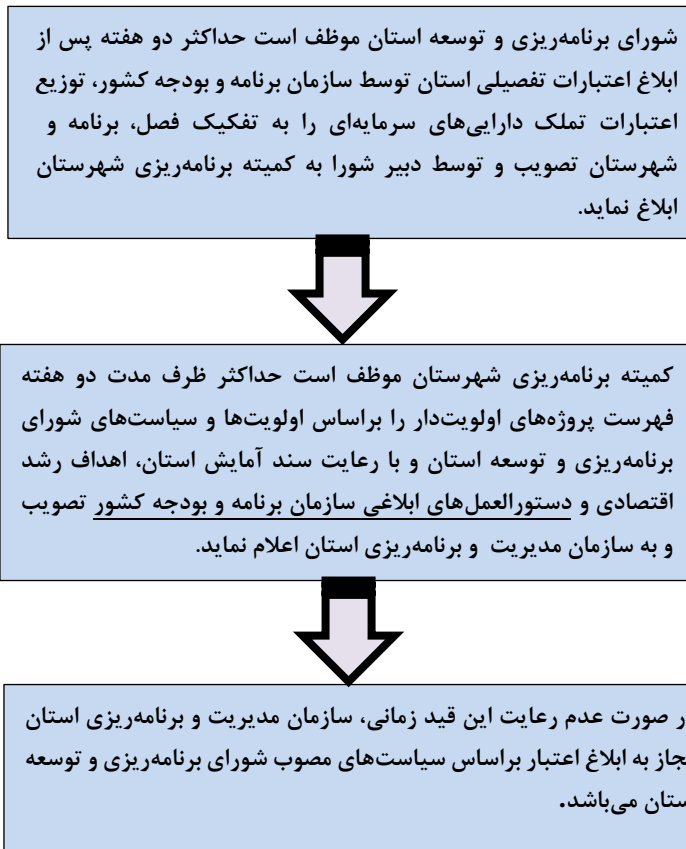 شورای برنامه‌ریزی و توسعه استان موظف است حداکثر دو هفته پس از
ابلاغ اعتبارات تفصیلی استان توسط سازمان برنامه و بودجه کشور، توزیع
اعتبارات تملک دارایی‌های سرمایه‌ای را به تفکیک فصل، برنامه و
شهرستان تصویب و توسط دبیر شورا به کمیته برنامه‌ریزی شهرستان
ابلاغ نماید.
کمیته برنامه‌ریزی شهرستان موظف است حداکثر ظرف مدت دو هفته
فهرست پروژه‌های اولویت‌دار را براساس اولویت‌ها و سیاست‌های شورای
برنامه‌ریزی و توسعه استان و با رعایت سند آمایش استان، اهداف رشد
اقتصادی و دستورالعمل‌های ابلاغی سازمان برنامه و بودجه کشور تصویب
و به سازمان مدیریت و برنامه‌ریزی استان اعلام نماید.
ر صورت عدم رعایت این قید زمانی، سازمان مدیریت و برنامه‌ریزی استان
جاز به ابلاغ اعتبار براساس سیاست‌های مصوب شورای برنامه‌ریزی و توسعه
ستان می‌باشد.